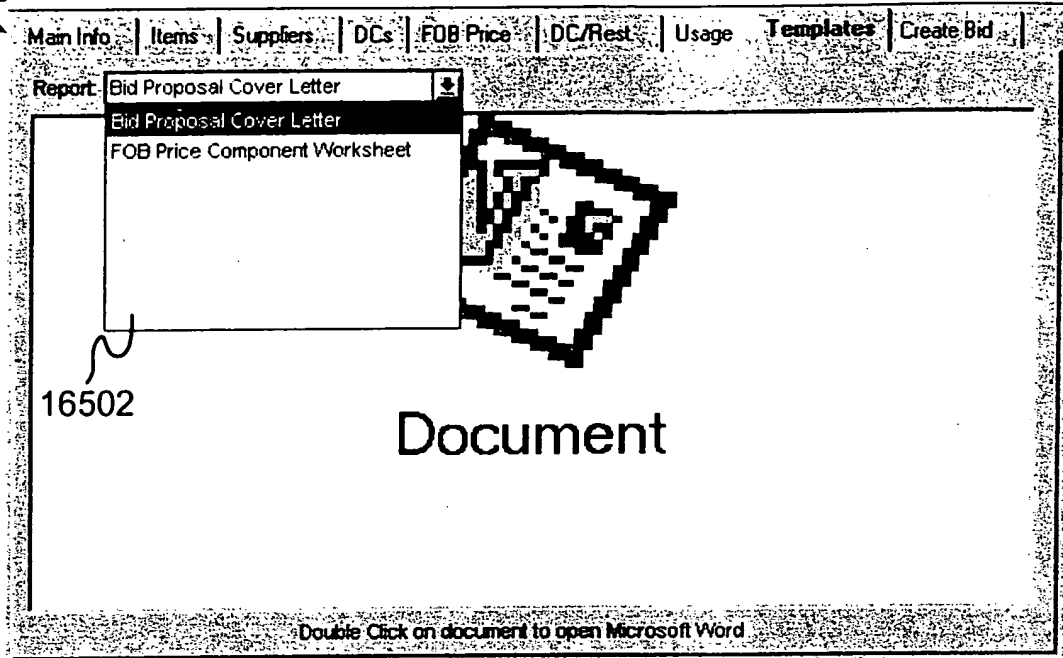 Main Info Items Suppliers DCs FOB Price DC/Rest. Usage Templates Create Bid
Report: Bid Proposal Cover Letter
Bid Proposal Cover Letter
FOB Price Component Worksheet
16502
Document
Double Click on document to open Microsoft Word